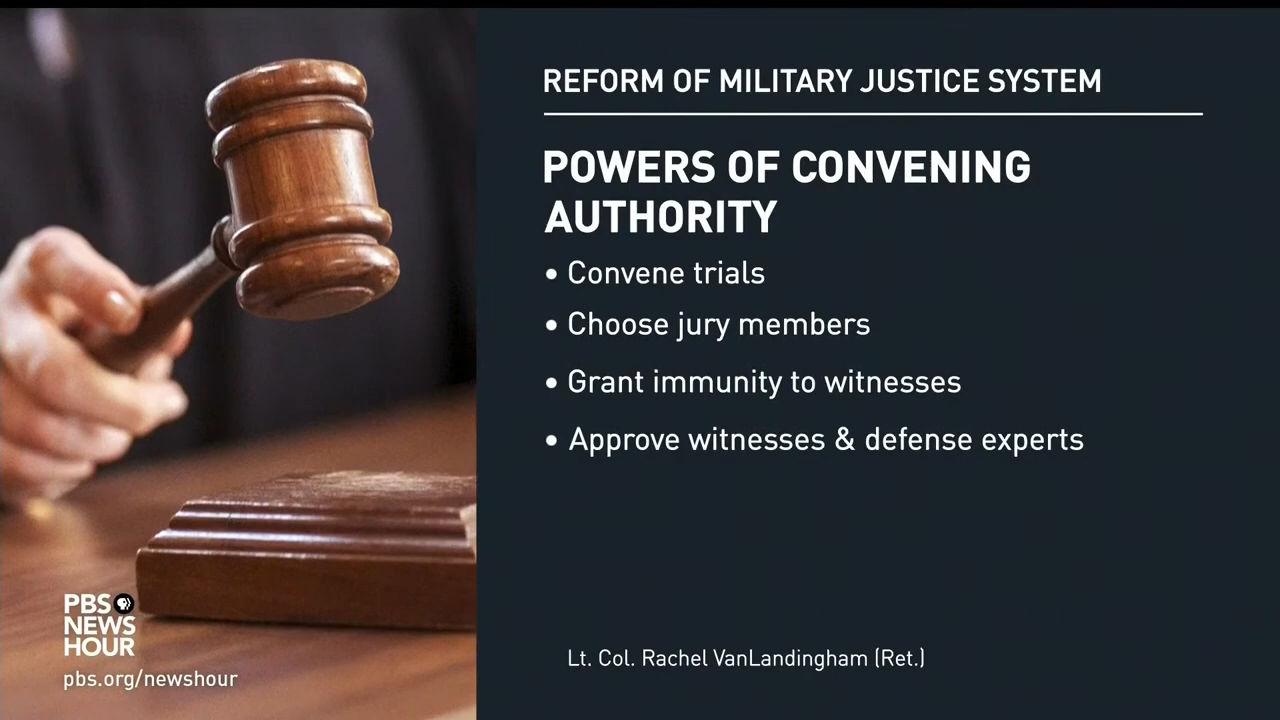 REFORM OF MILITARY JUSTICE SYSTEM
POWERS OF CONVENING
AUTHORITY
• Convene trials
• Choose jury members
• Grant immunity to witnesses
• Approve witnesses & defense experts
Lt. Col. Rachel VanLandingham (Ret.)
PBS
NEWS
HOUR
pbs.org/newshour